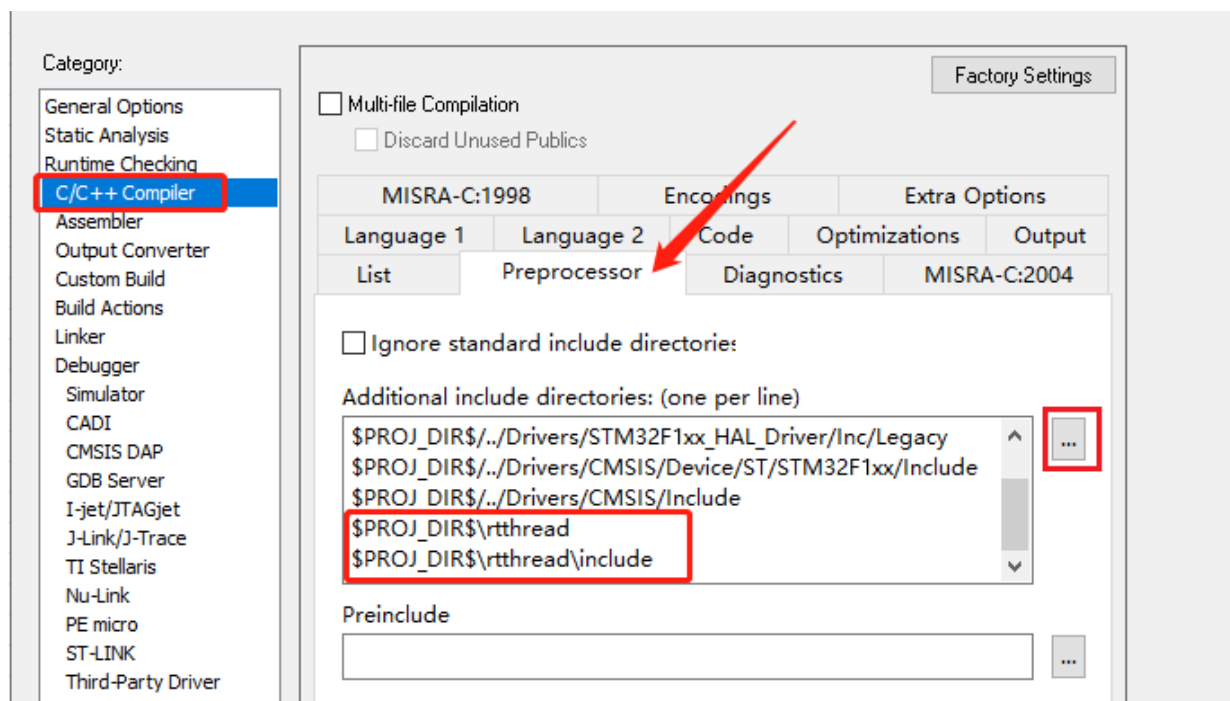 Category:
General Options
Static Analysis
Runtime Checking
C/C++ Compiler
Assembler
Output Converter
Custom Build
Build Actions
Linker
Debugger
Simulator
CADI
CMSIS DAP
GDB Server
I-jet/JTAGjet
J-Link/J-Trace
TI Stellaris
Nu-Link
PE micro
ST-LINK
Third-Party Driver
Factory Settings
Multi-file Compilation
Discard Unused Publics
MISRA-C:1998 Encodings Extra Options
Language 1 Language 2 Code Optimizations Output
List Preprocessor Diagnostics MISRA-C:2004
Ignore standard include directories
Additional include directories: (one per line)
$PROJ_DIR$/../Drivers/STM32F1xx_HAL_Driver/Inc/Legacy
...
$PROJ_DIR$/../Drivers/CMSIS/Device/ST/STM32F1xx/Include
$PROJ_DIR$/../Drivers/CMSIS/Include
$PROJ_DIR$\rtthread
$PROJ_DIR$\rtthread\include
Preinclude
...